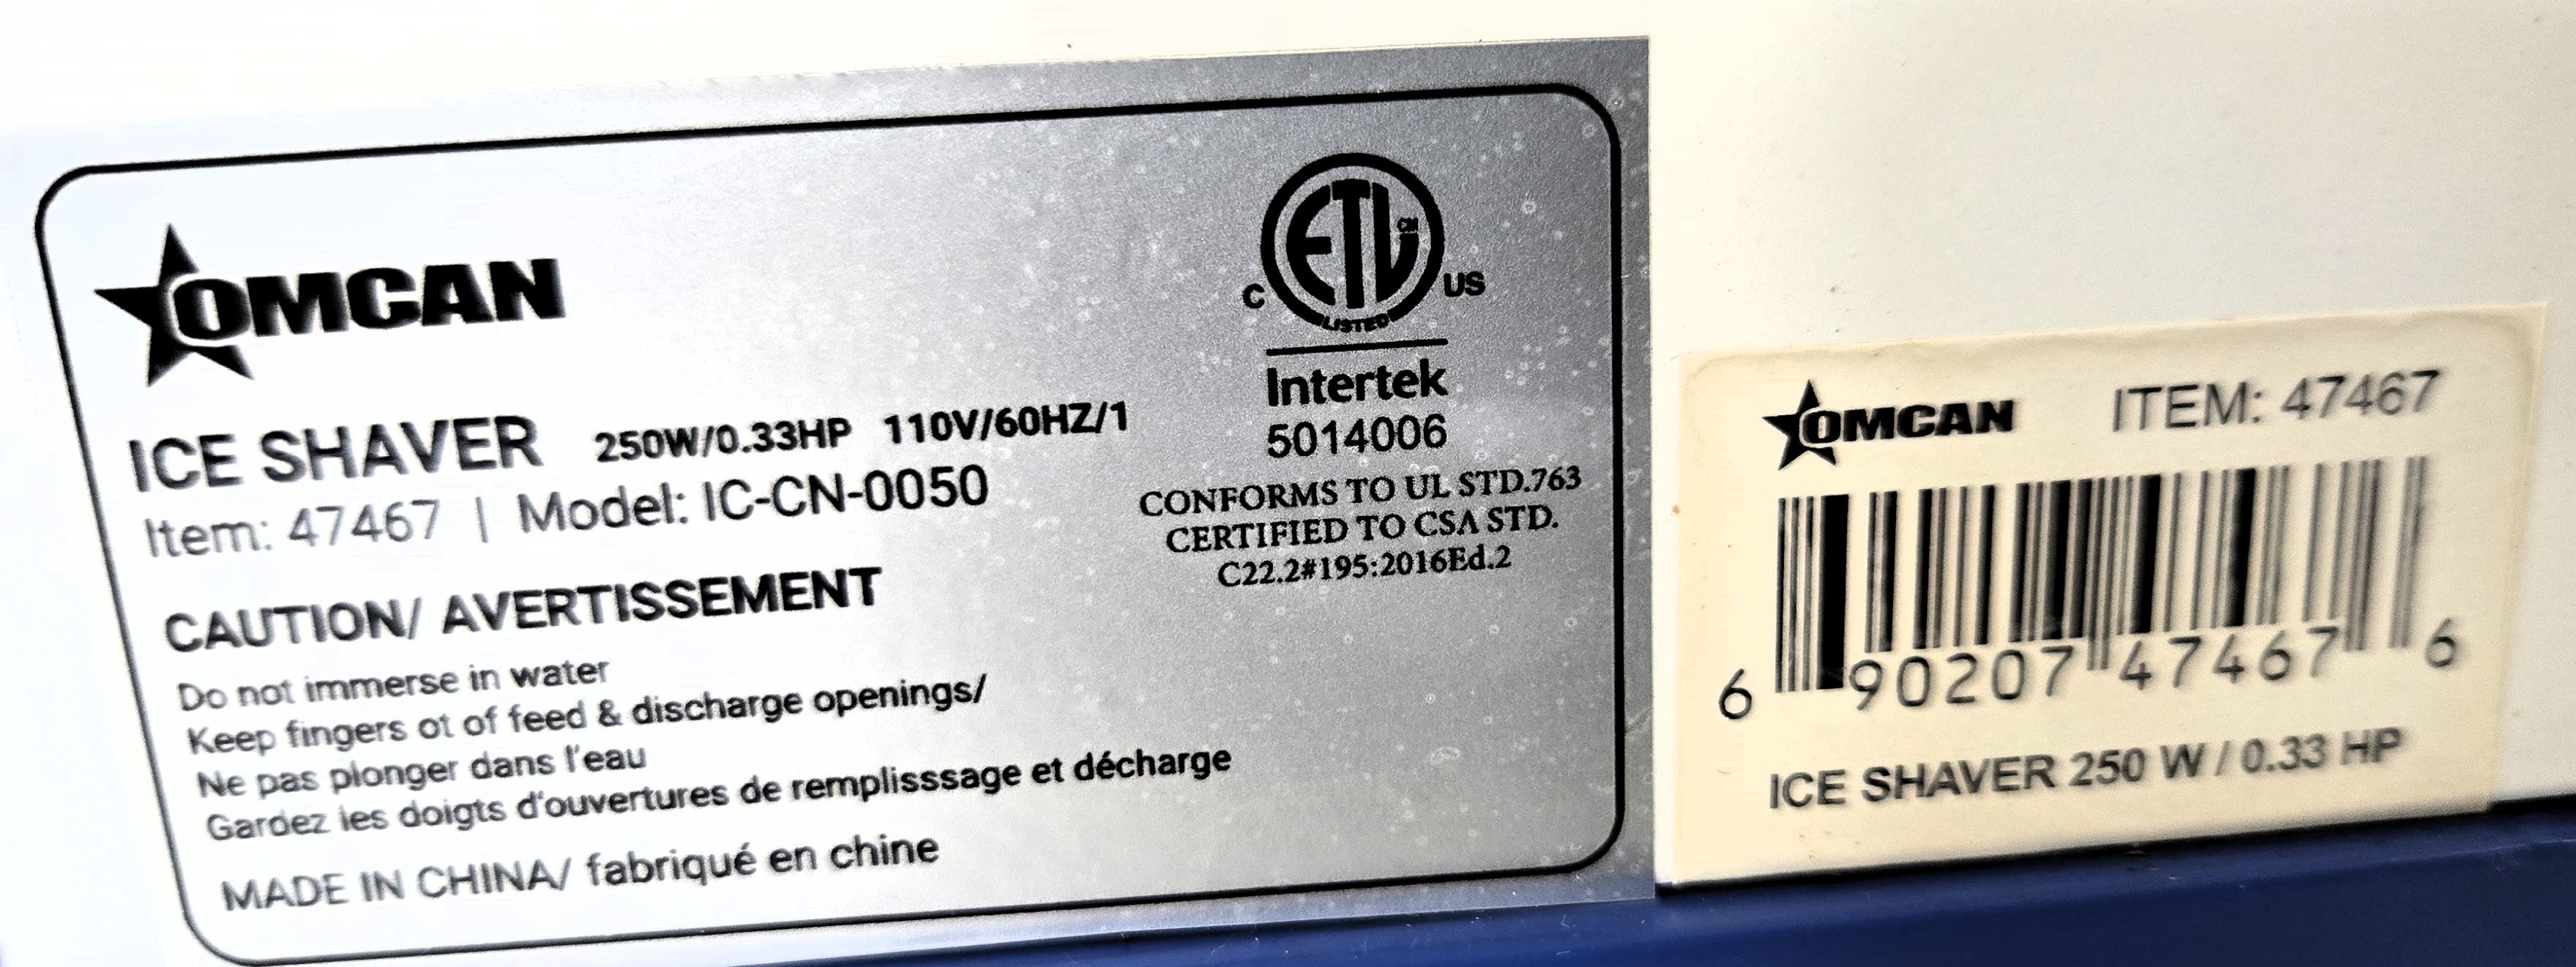 OMCAN
ICE SHAVER 250W/0.33HP 110V/60HZ/1
Item: 47467 | Model: IC-CN-0050
CAUTION/ AVERTISSEMENT
Do not immerse in water
Keep fingers ot of feed & discharge openings/
Ne pas plonger dans l'eau
Gardez les doigts d'ouvertures de remplisssage et décharge
MADE IN CHINA/ fabriqué en chine
ETL CM
C US
LISTED
Intertek
5014006
CONFORMS TO UL STD.763
CERTIFIED TO CSA STD.
C22.2#195:2016Ed.2
OMCAN ITEM: 47467
6 90207 47467 6
ICE SHAVER 250 W / 0.33 HP